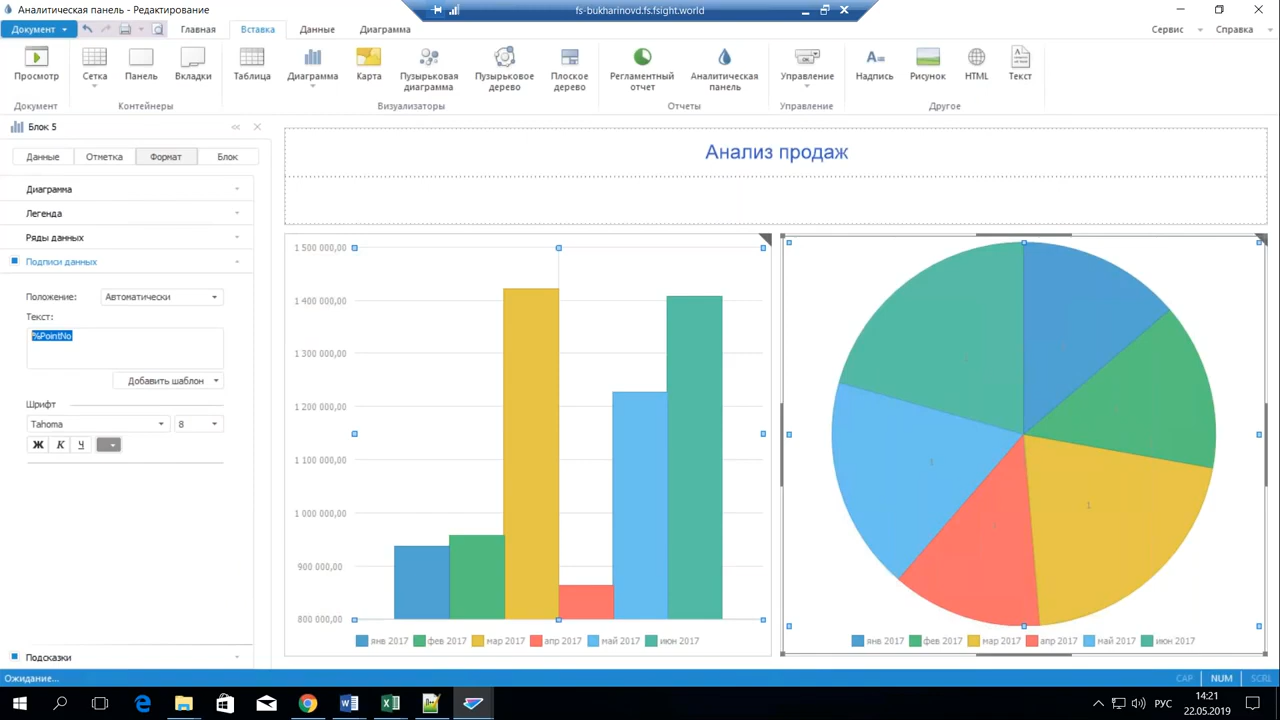 Аналитическая панель - Редактирование
fs-bukharinovd.fs.fsight.world
Документ
Главная
Вставка
Данные
Диаграмма
Сервис
Справка
Просмотр
Сетка
Панель
Вкладки
Таблица
Диаграмма
Карта
Пузырьковая
диаграмма
Пузырьковое
дерево
Плоское
дерево
Регламентный
отчет
Аналитическая
панель
Управление
Надпись
Рисунок
HTML
Текст
Документ
Контейнеры
Визуализаторы
Отчеты
Управление
Другое
Блок 5
Данные
Отметка
Формат
Блок
Диаграмма
Легенда
Ряды данных
Подписи данных
Положение:
Автоматически
Текст:
%PointNo
Добавить шаблон
Шрифт
Tahoma
8
Ж К Ч
Подсказки
Анализ продаж
1 500 000,00
1 400 000,00
1 300 000,00
1 200 000,00
1 100 000,00
1 000 000,00
900 000,00
800 000,00
янв 2017 фев 2017 мар 2017 апр 2017 май 2017 июн 2017
1
1
янв 2017 фев 2017 мар 2017 апр 2017 май 2017 июн 2017
Ожидание...
CAP NUM SCRL
РУС
14:21
22.05.2019